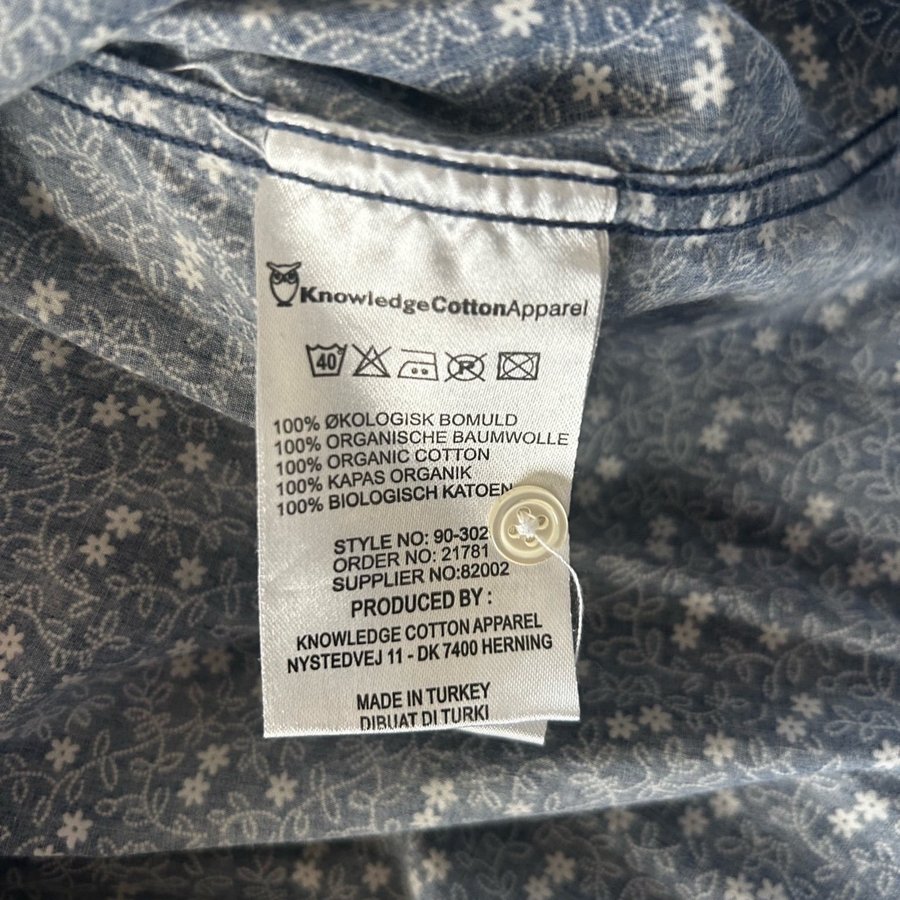 KnowledgeCottonApparel
40
R
100% ØKOLOGISK BOMULD
100% ORGANISCHE BAUMWOLLE
100% ORGANIC COTTON
100% KAPAS ORGANIK
100% BIOLOGISCH KATOEN
STYLE NO: 90-302
ORDER NO: 21781
SUPPLIER NO:82002
PRODUCED BY :
KNOWLEDGE COTTON APPAREL
NYSTEDVEJ 11 - DK 7400 HERNING
MADE IN TURKEY
DIBUAT DI TURKI